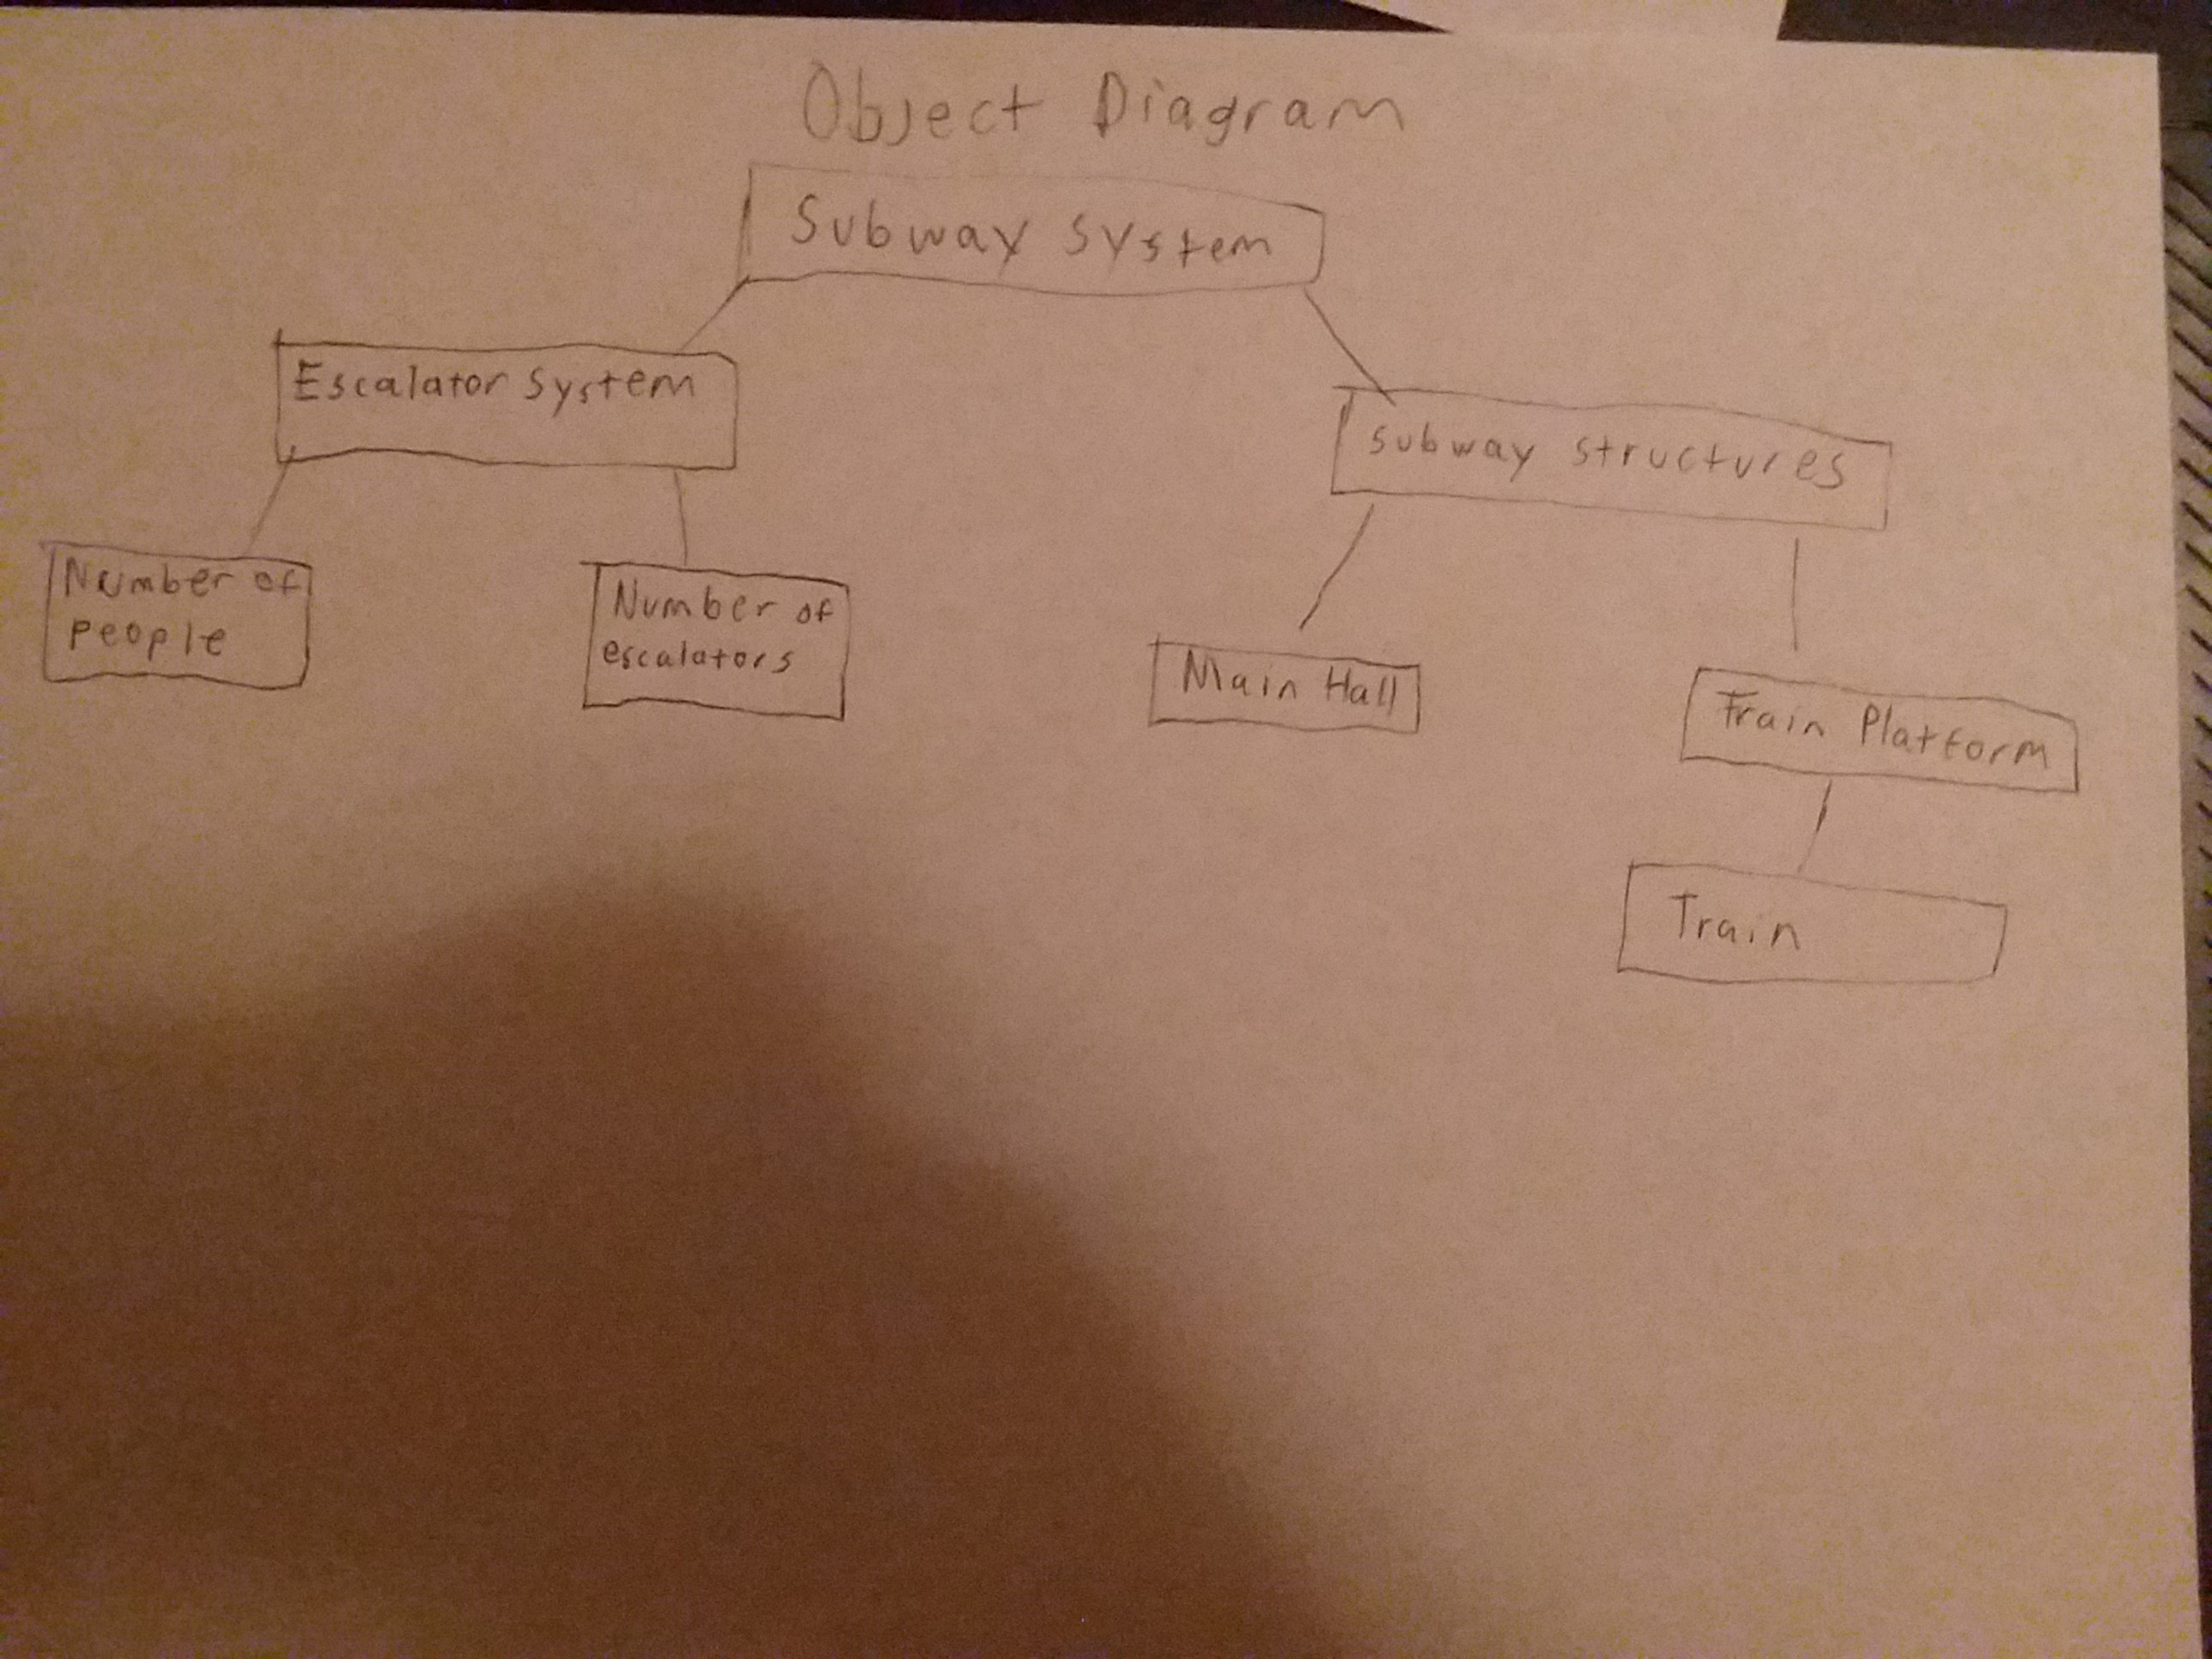 Object Diagram
Subway system
Escalator system
subway structures
Number of
people
Number of
escalators
Main Hall
Train Platform
Train